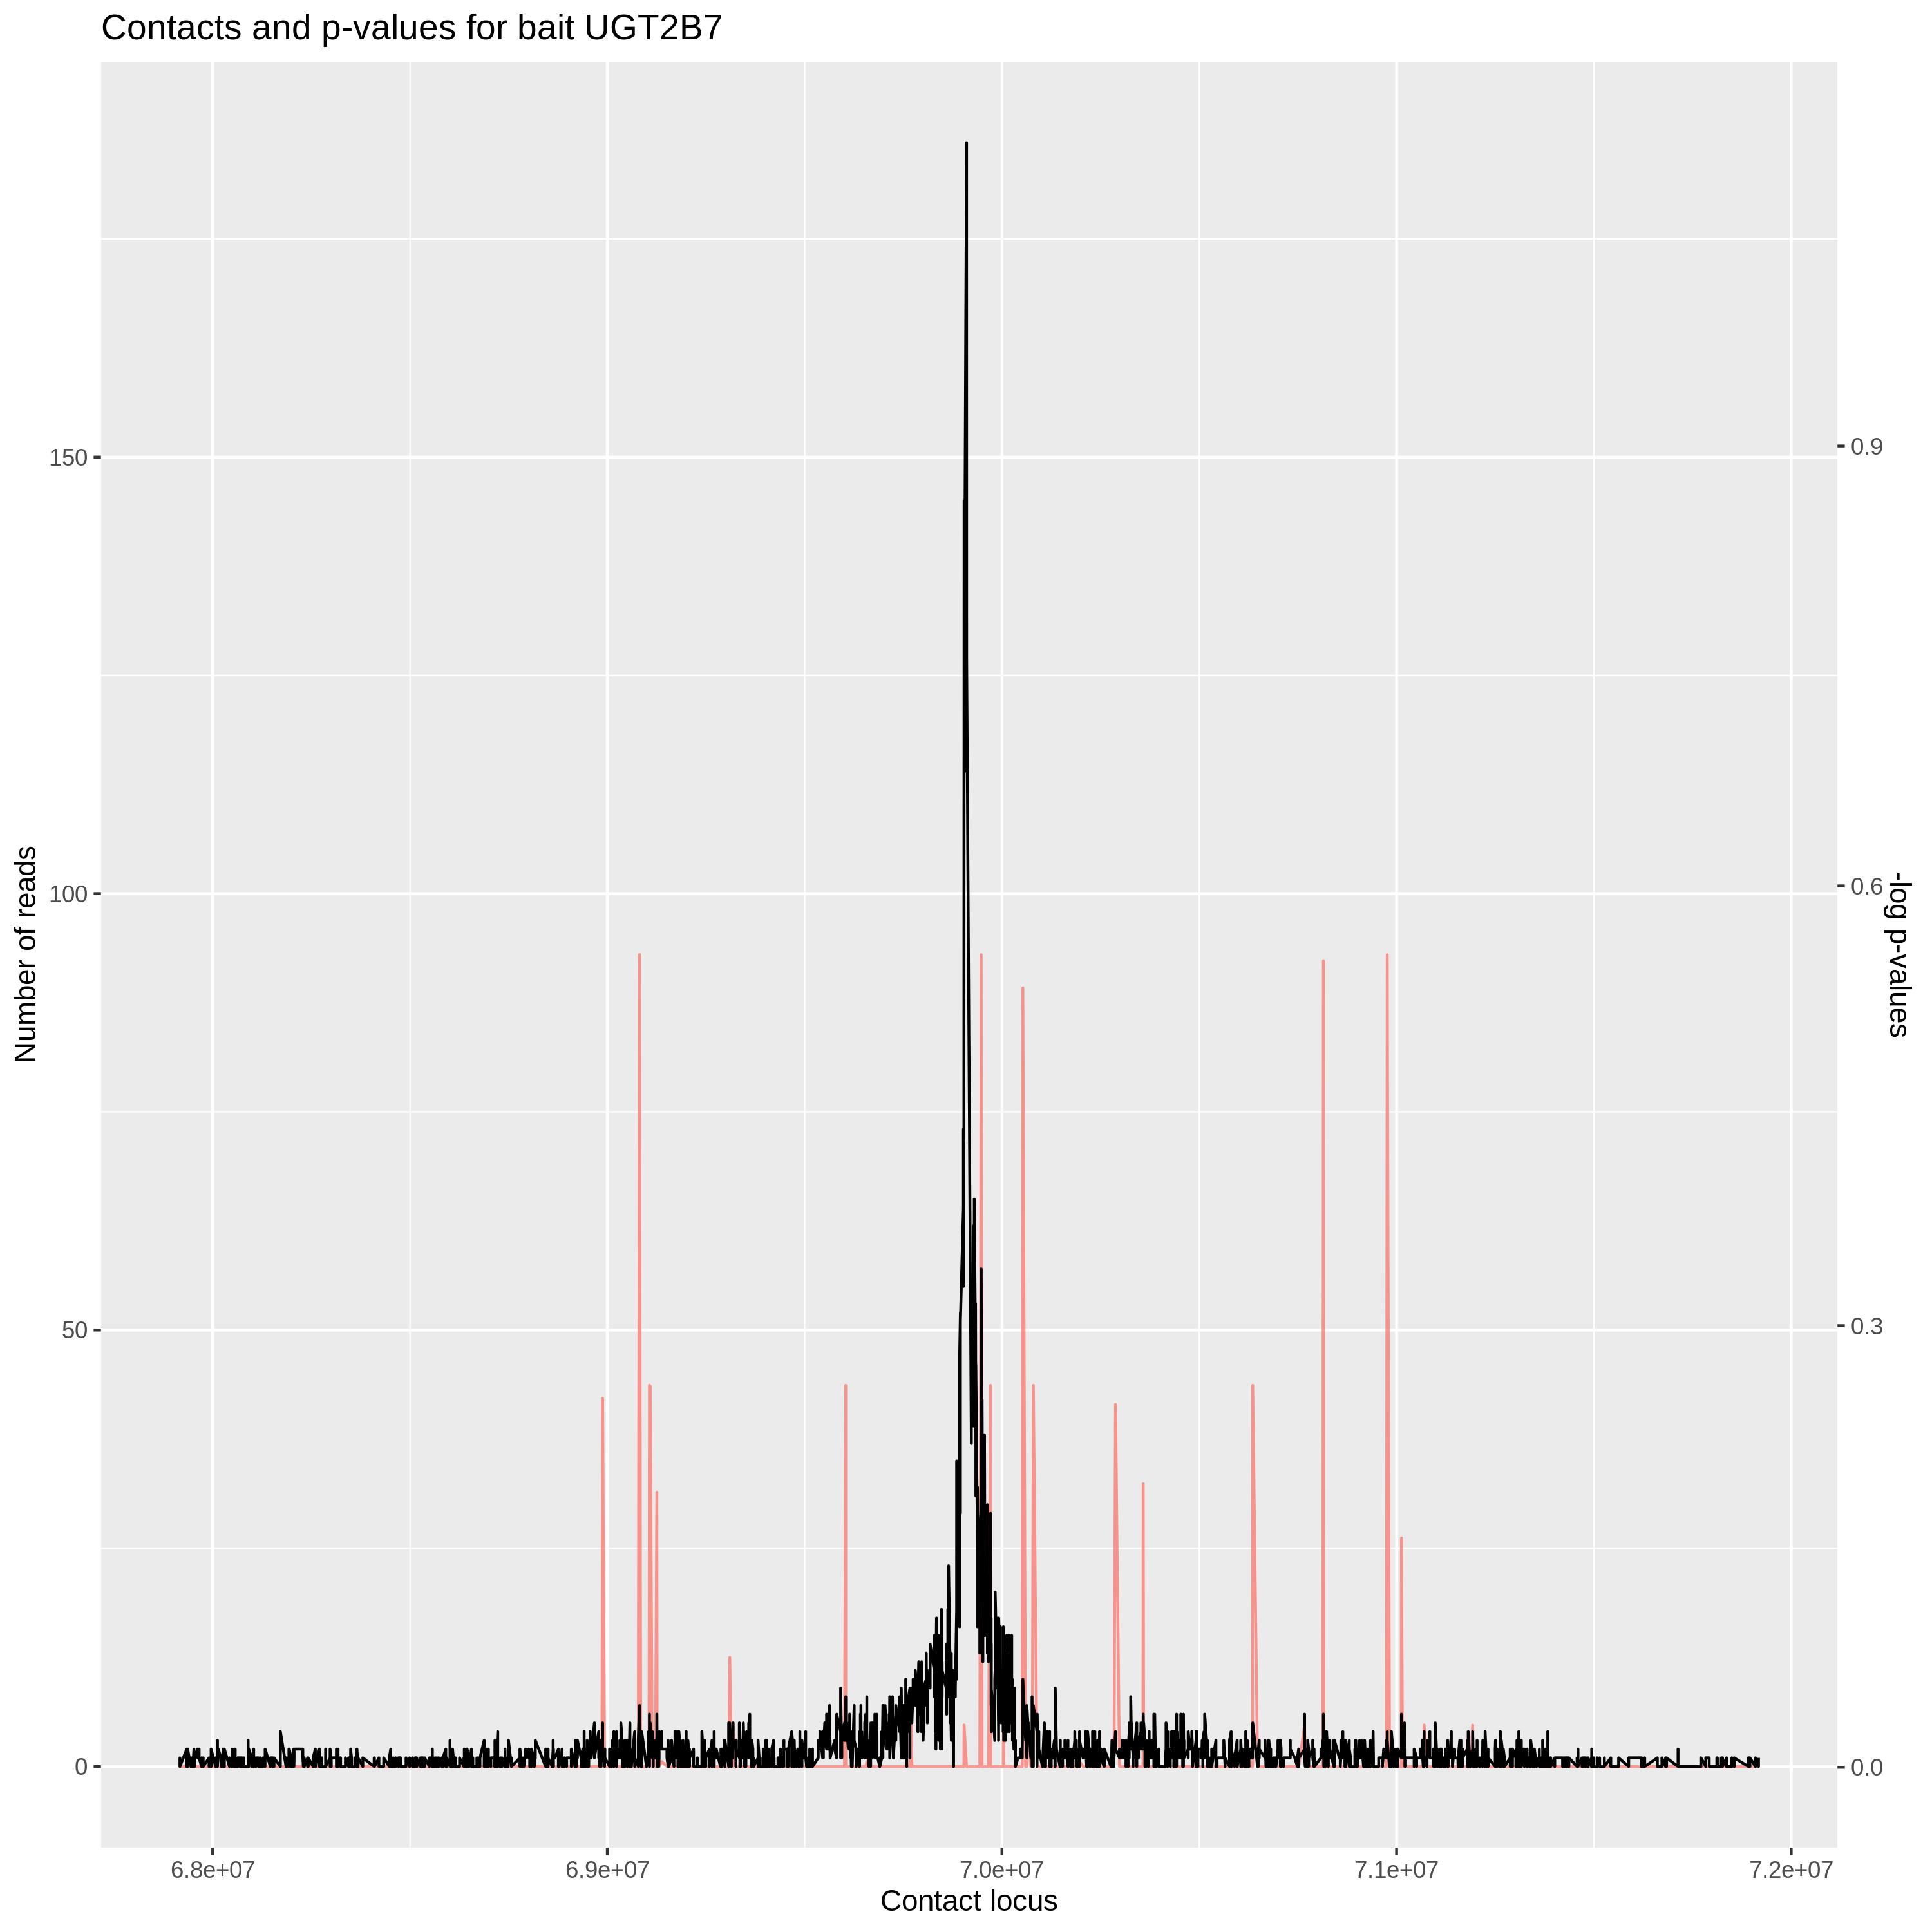 Contacts and p-values for bait UGT2B7
150
100
50
0
Number of reads
0.9
0.6
0.3
0.0
-log p-values
6.8e+07 6.9e+07 7.0e+07 7.1e+07 7.2e+07
Contact locus